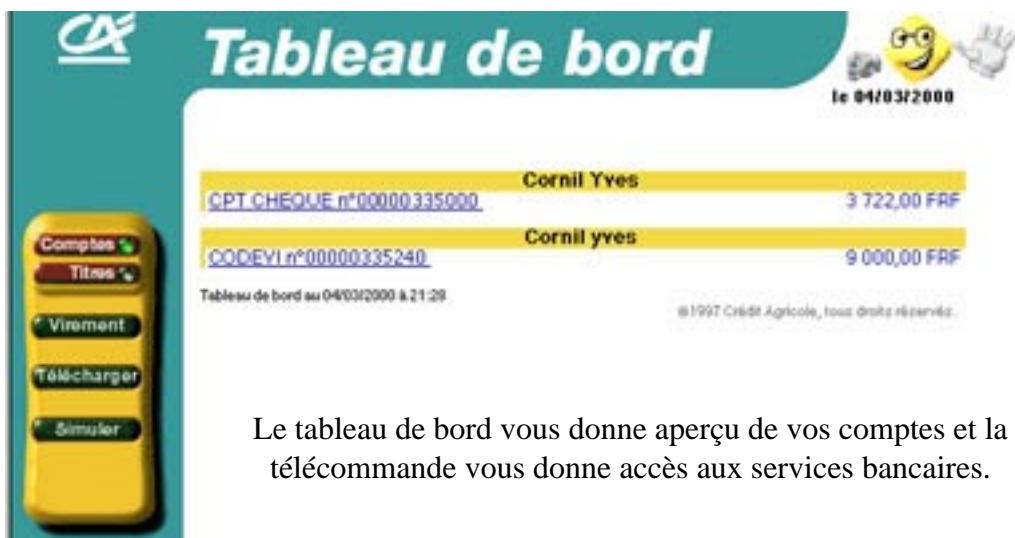 CA
Tableau de bord
le 04/03/2000
Cornil Yves
CPT CHEQUE n°00000335000 3 722,00 FRF
Cornil yves
CODEVI n°00000335240 9 000,00 FRF
Tableau de bord au 04/03/2000 à 21:28
©1997 Crédit Agricole, tous droits réservés.
Comptes
Titres
Virement
Télécharger
Simuler
Le tableau de bord vous donne aperçu de vos comptes et la
télécommande vous donne accès aux services bancaires.